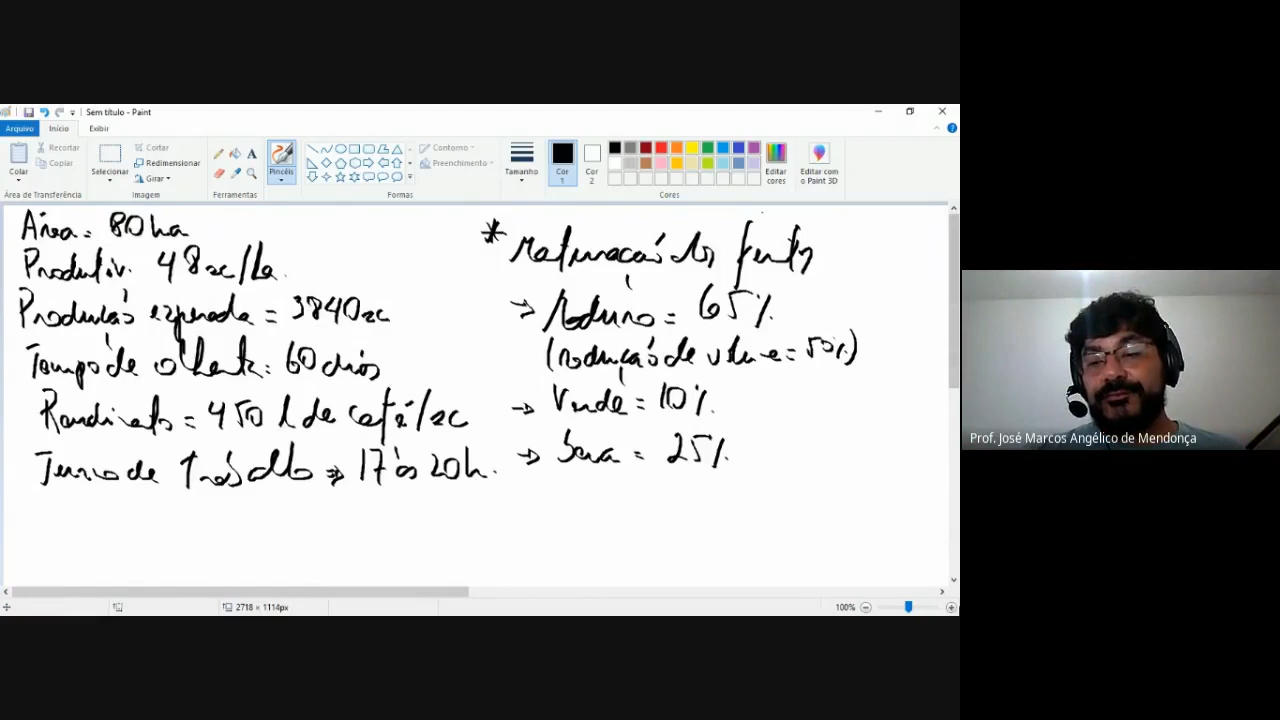 Sem título - Paint
Arquivo Início Exibir
Colar
Recortar
Copiar
Área de Transferência
Selecionar
Cortar
Redimensionar
Girar
Imagem
Ferramentas
Pincéis
Contorno
Preenchimento
Formas
Tamanho
Cor 1
Cor 2
Cores
Editar cores
Editar com o Paint 3D
Área = 80 ha
Produtiv. 48 sc/ha
Produção esperada = 3840 sc
Tempo de colheita: 60 dias
Rendimento = 450 l de café/sc
Turno de trabalho => 17 às 20h.
* Maturação dos frutos
→ Maduro = 65%
(redução de volume = 50%)
→ Verde = 10%
→ Seca = 25%
2718 × 1114px
100%
Prof. José Marcos Angélico de Mendonça